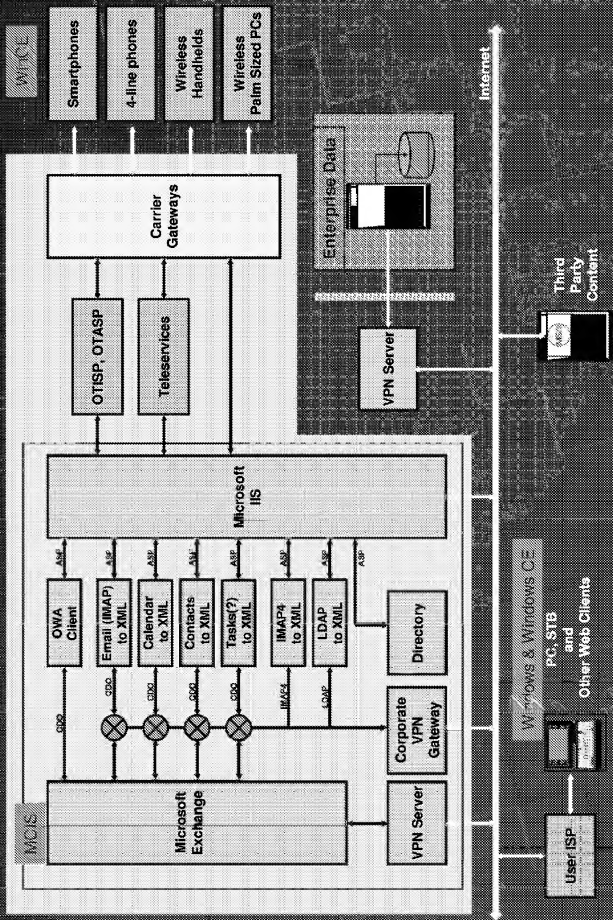 WinCE
Smartphones
4-line phones
Wireless
Handhelds
Wireless
Palm Sized PCs
Carrier
Gateways
OTISP, OTASP
Teleservices
Enterprise Data
VPN Server
Internet
Third
Party
Content
Microsoft
IIS
ASP
ASP
ASP
ASP
ASP
ASP
ASP
ASP
OWA
Client
Email (IMAP)
to XML
Calendar
to XML
Contacts
to XML
Tasks(?)
to XML
IMAP4
to XML
LDAP
to XML
Directory
CDO
CDO
CDO
CDO
CDO
IMAP4
LDAP
MCIS
Microsoft
Exchange
VPN Server
Corporate
VPN
Gateway
Windows & Windows CE
PC, STB
and
Other Web Clients
User ISP